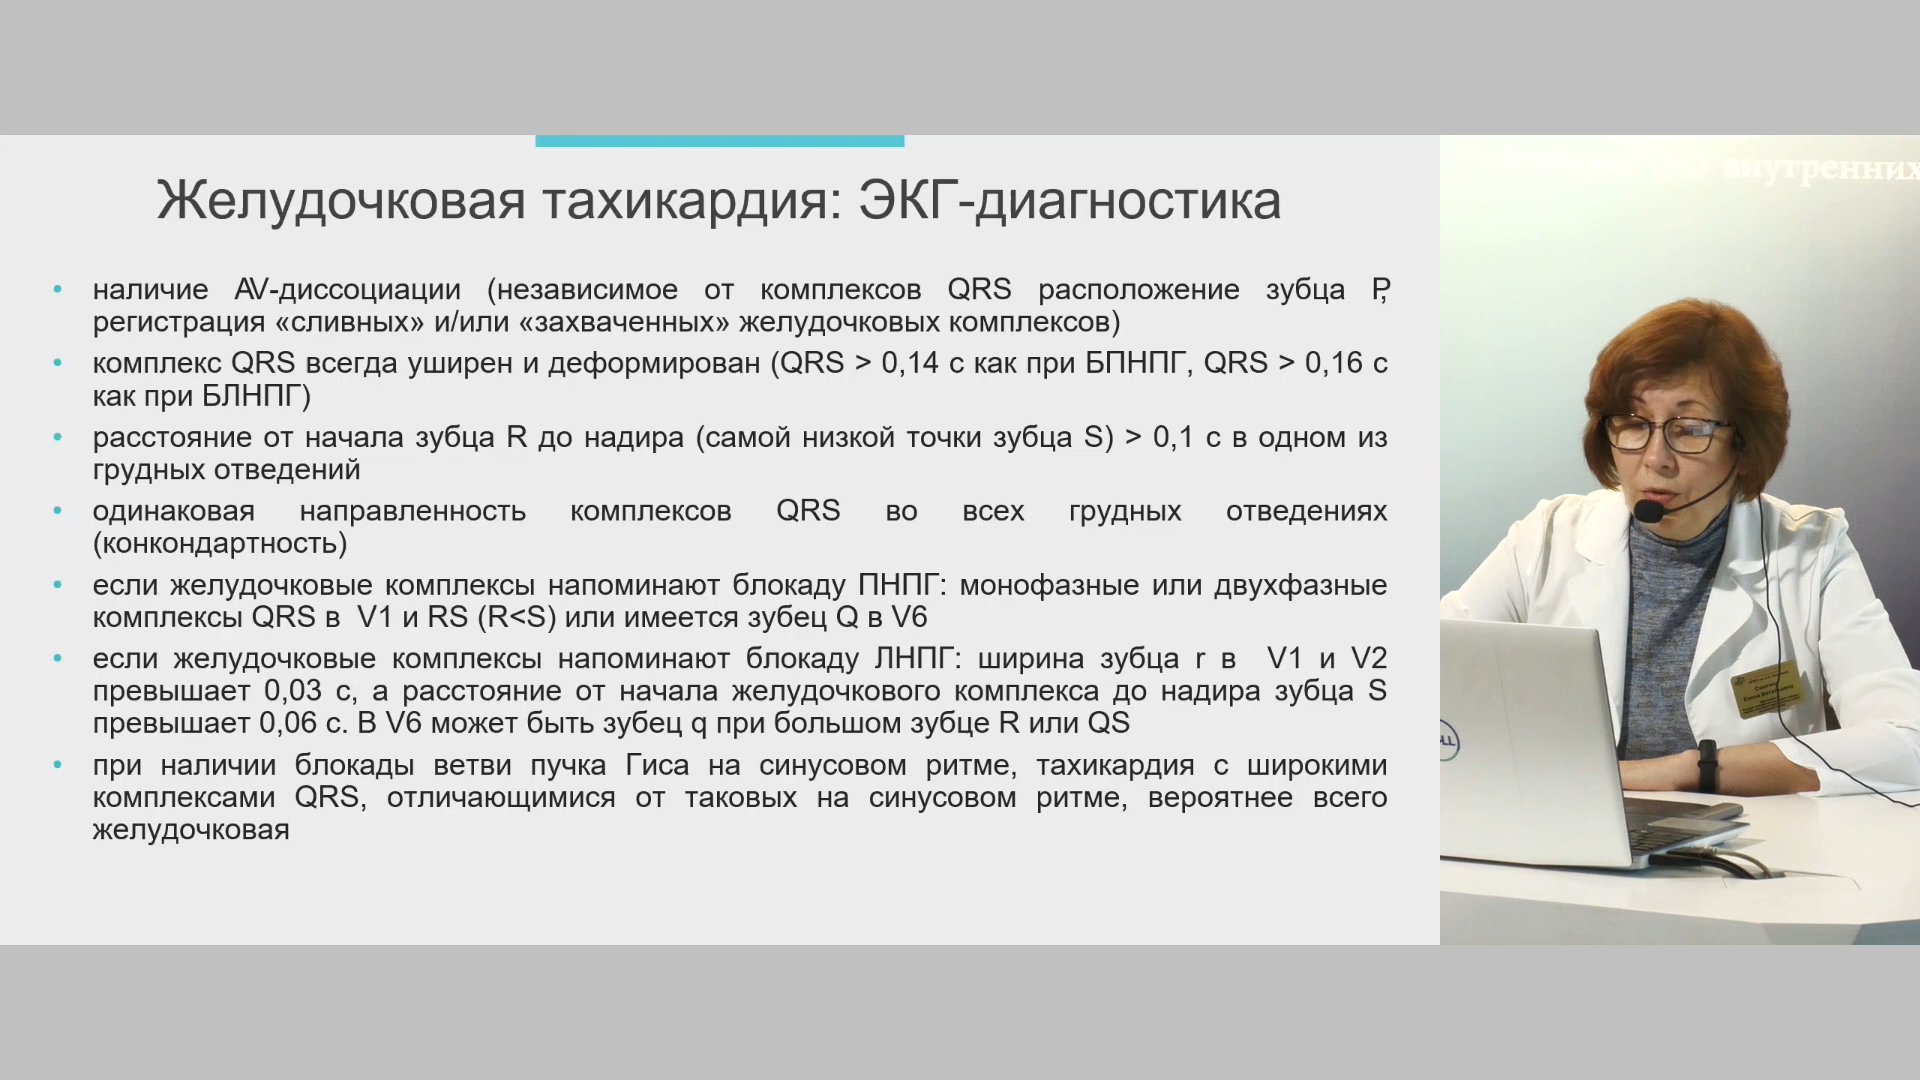 Желудочковая тахикардия: ЭКГ-диагностика
внутренних
• наличие AV-диссоциации (независимое от комплексов QRS расположение зубца P,
регистрация «сливных» и/или «захваченных» желудочковых комплексов)
• комплекс QRS всегда уширен и деформирован (QRS > 0,14 с как при БПНПГ, QRS > 0,16 с
как при БЛНПГ)
• расстояние от начала зубца R до надира (самой низкой точки зубца S) > 0,1 с в одном из
грудных отведений
• одинаковая направленность комплексов QRS во всех грудных отведениях
(конкондартность)
• если желудочковые комплексы напоминают блокаду ПНПГ: монофазные или двухфазные
комплексы QRS в V1 и RS (R<S) или имеется зубец Q в V6
• если желудочковые комплексы напоминают блокаду ЛНПГ: ширина зубца r в V1 и V2
превышает 0,03 с, а расстояние от начала желудочкового комплекса до надира зубца S
превышает 0,06 с. В V6 может быть зубец q при большом зубце R или QS
• при наличии блокады ветви пучка Гиса на синусовом ритме, тахикардия с широкими
комплексами QRS, отличающимися от таковых на синусовом ритме, вероятнее всего
желудочковая